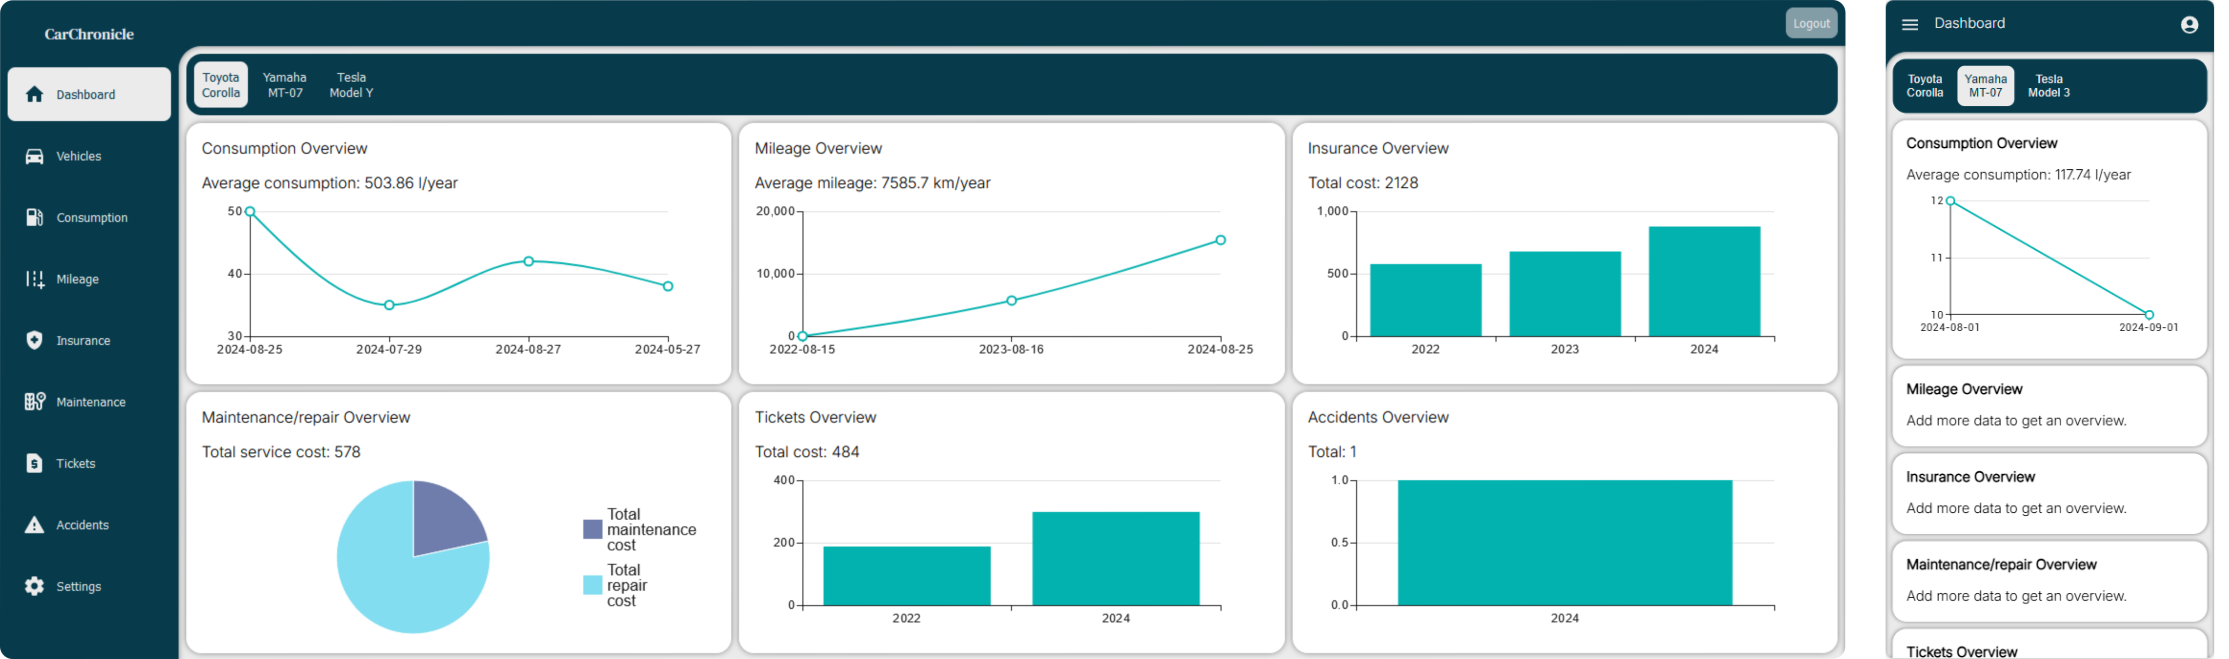 CarChronicle
Logout
Dashboard
Vehicles
Consumption
Mileage
Insurance
Maintenance
Tickets
Accidents
Settings
Toyota
Corolla
Yamaha
MT-07
Tesla
Model Y
Consumption Overview
Average consumption: 503.86 l/year
50
40
30
2024-08-25
2024-07-29
2024-08-27
2024-05-27
Mileage Overview
Average mileage: 7585.7 km/year
20,000
10,000
0
2022-08-15
2023-08-16
2024-08-25
Insurance Overview
Total cost: 2128
1,000
500
0
2022
2023
2024
Maintenance/repair Overview
Total service cost: 578
Total
maintenance
cost
Total
repair
cost
Tickets Overview
Total cost: 484
400
200
0
2022
2024
Accidents Overview
Total: 1
1.0
0.5
0.0
2024
Dashboard
Toyota
Corolla
Yamaha
MT-07
Tesla
Model 3
Consumption Overview
Average consumption: 117.74 l/year
12
11
10
2024-08-01
2024-09-01
Mileage Overview
Add more data to get an overview.
Insurance Overview
Add more data to get an overview.
Maintenance/repair Overview
Add more data to get an overview.
Tickets Overview